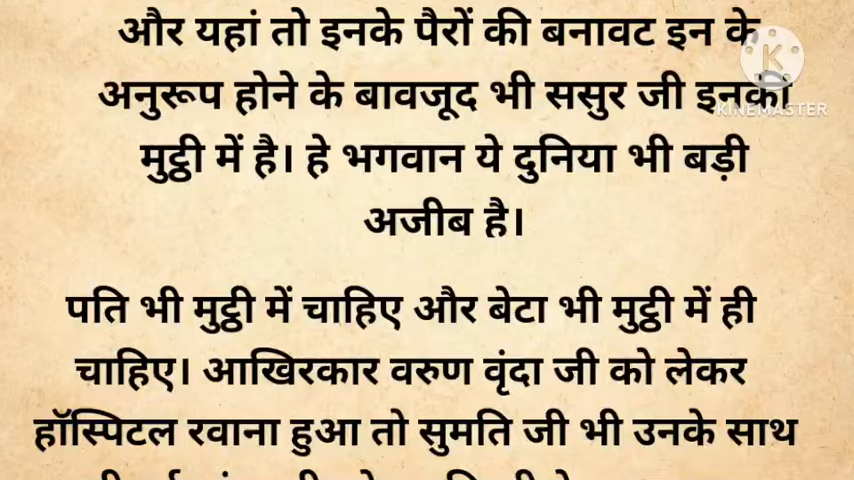 और यहां तो इनके पैरों की बनावट इन के
अनुरूप होने के बावजूद भी ससुर जी इनकी
मुट्ठी में है। हे भगवान ये दुनिया भी बड़ी
अजीब है।
पति भी मुट्ठी में चाहिए और बेटा भी मुट्ठी में ही
चाहिए। आखिरकार वरुण वृंदा जी को लेकर
हॉस्पिटल रवाना हुआ तो सुमति जी भी उनके साथ
KINEMASTER